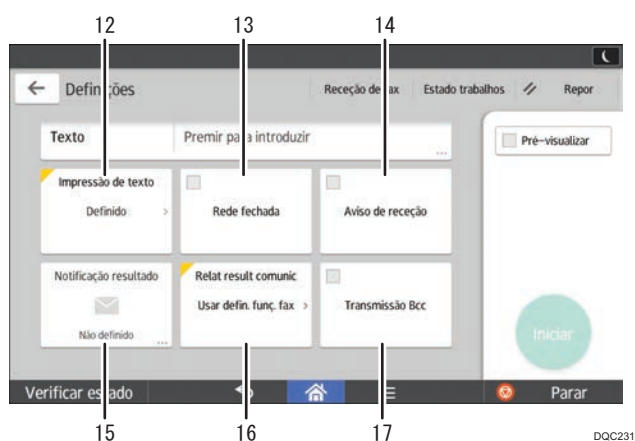 12 13 14
Definições Receção de fax Estado trabalhos Repor
Texto Premir para introduzir ... Pré-visualizar
Impressão de texto
Definido > Rede fechada Aviso de receção
Notificação resultado Relat result comunic
Usar defin. funç. fax > Transmissão Bcc
Não definido ... Iniciar
Verificar estado Parar
15 16 17
DQC231